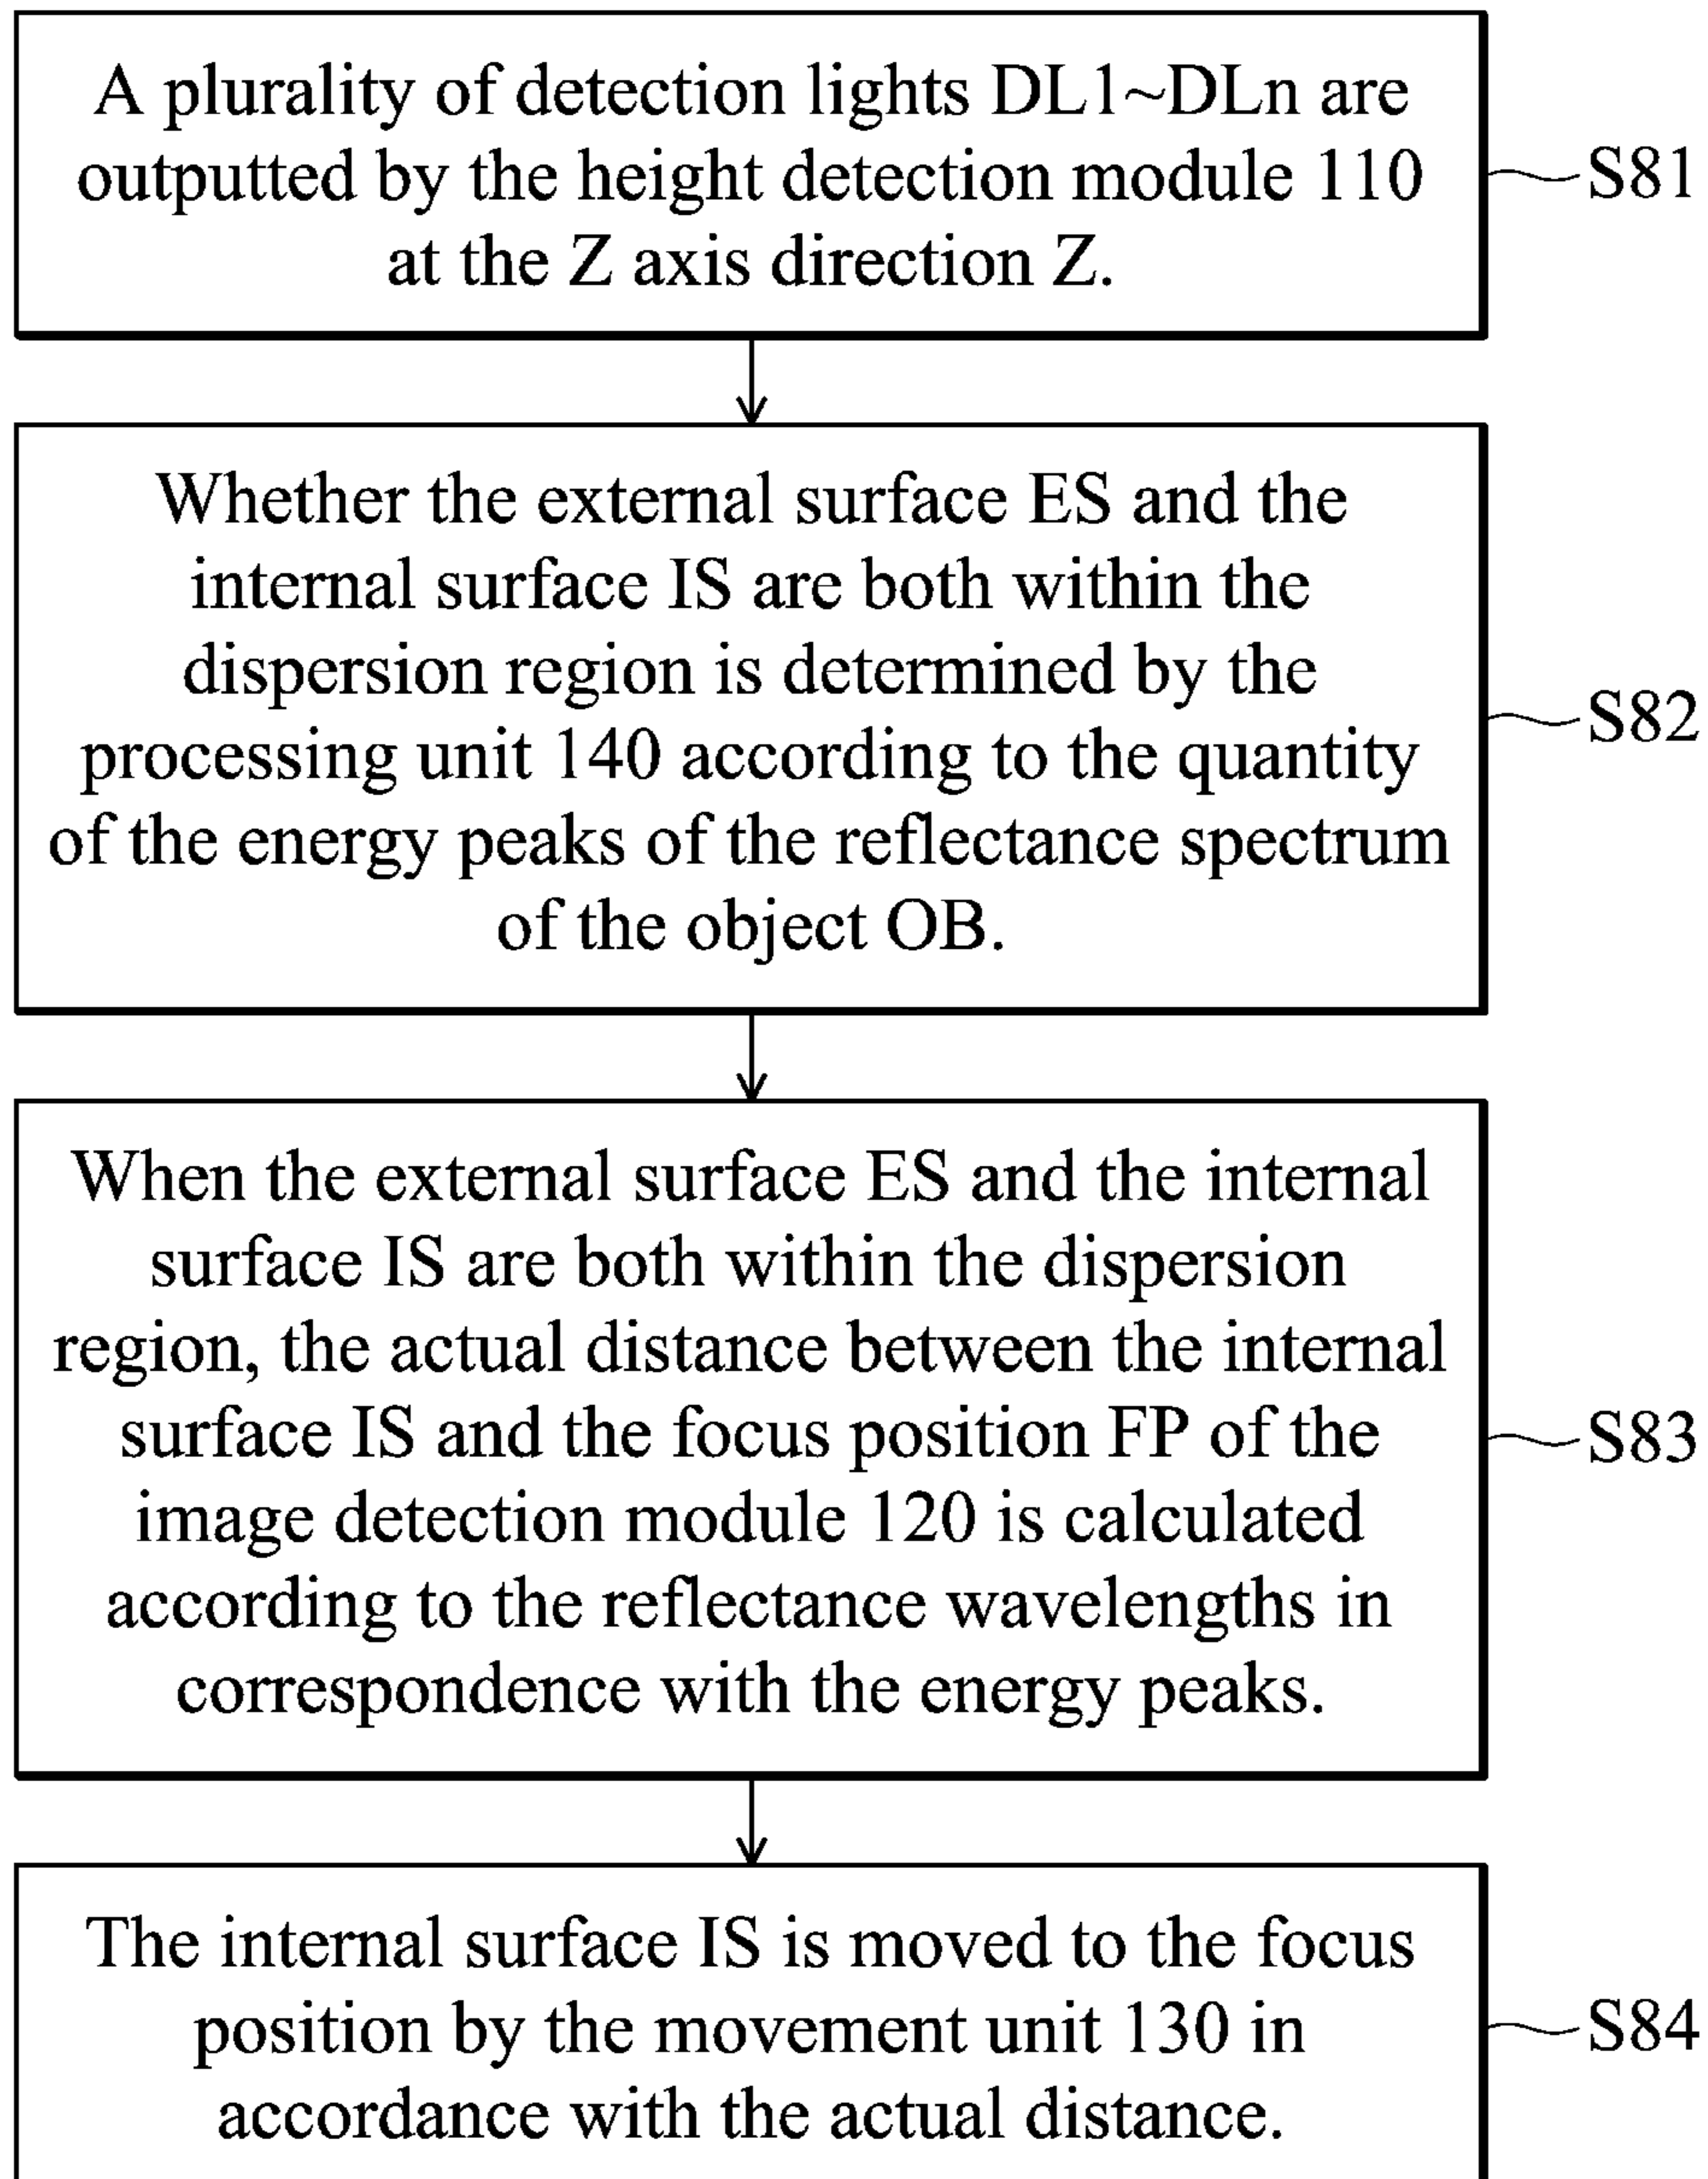 A plurality of detection lights DL1~DLn are
outputted by the height detection module 110
at the Z axis direction Z.
S81
Whether the external surface ES and the
internal surface IS are both within the
dispersion region is determined by the
processing unit 140 according to the quantity
of the energy peaks of the reflectance spectrum
of the object OB.
S82
When the external surface ES and the internal
surface IS are both within the dispersion
region, the actual distance between the internal
surface IS and the focus position FP of the
image detection module 120 is calculated
according to the reflectance wavelengths in
correspondence with the energy peaks.
S83
The internal surface IS is moved to the focus
position by the movement unit 130 in
accordance with the actual distance.
S84